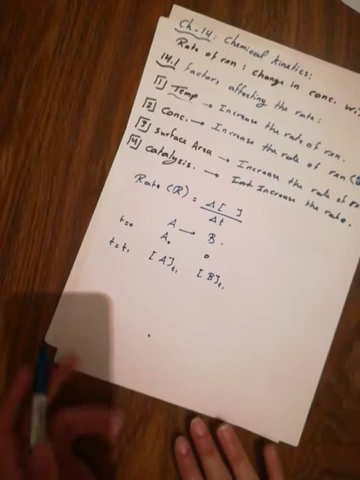 Ch-14: Chemical Kinetics:
Rate of rxn : change in conc. w.r
14.1 Factors affecting the rate:
[1] Temp → Increase the rate of rxn.
[2] Conc. → Increase the rate of rxn
[3] Surface Area → Increase the rate of rx
[4] Catalysis. → Increase the rate.
Rate (R) = Δ[ ] / Δt
t=0 A → B
A₀ 0
t=t₁ [A]t₁ [B]t₁